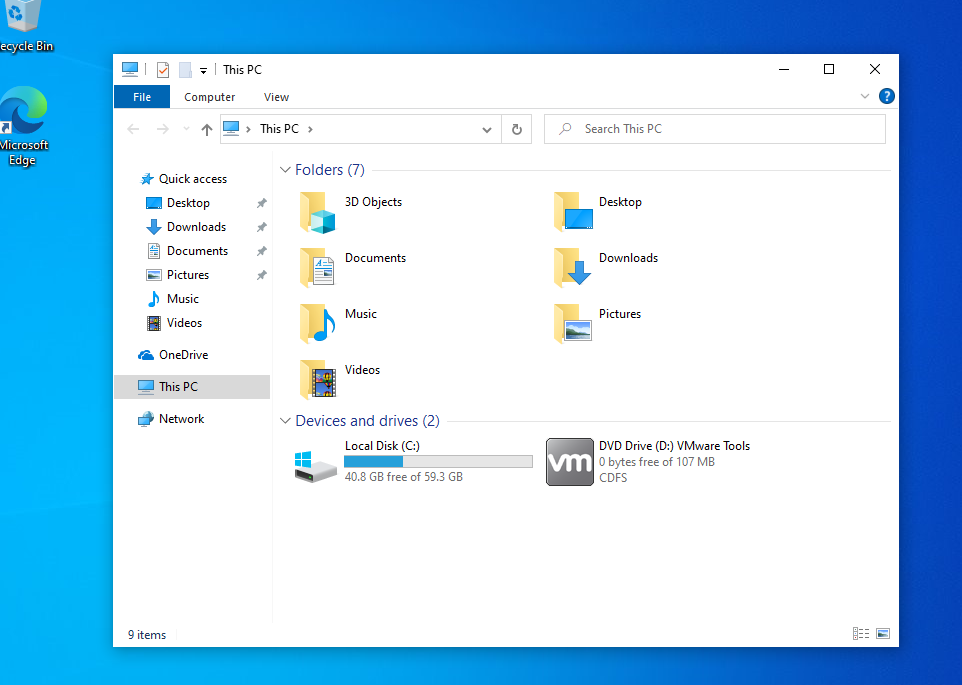 ecycle Bin
Microsoft
Edge
This PC
File
Computer
View
?
This PC
Search This PC
Quick access
Desktop
Downloads
Documents
Pictures
Music
Videos
OneDrive
This PC
Network
Folders (7)
3D Objects
Desktop
Documents
Downloads
Music
Pictures
Videos
Devices and drives (2)
Local Disk (C:)
40.8 GB free of 59.3 GB
vm
DVD Drive (D:) VMware Tools
0 bytes free of 107 MB
CDFS
9 items